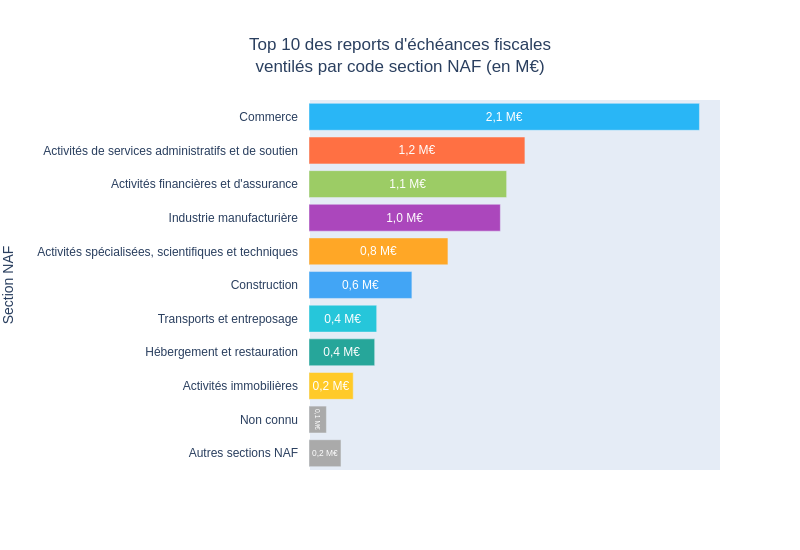 Top 10 des reports d'échéances fiscales
ventilés par code section NAF (en M€)
Section NAF
Commerce 2,1 M€
Activités de services administratifs et de soutien 1,2 M€
Activités financières et d'assurance 1,1 M€
Industrie manufacturière 1,0 M€
Activités spécialisées, scientifiques et techniques 0,8 M€
Construction 0,6 M€
Transports et entreposage 0,4 M€
Hébergement et restauration 0,4 M€
Activités immobilières 0,2 M€
Non connu 0,1 M€
Autres sections NAF 0,2 M€